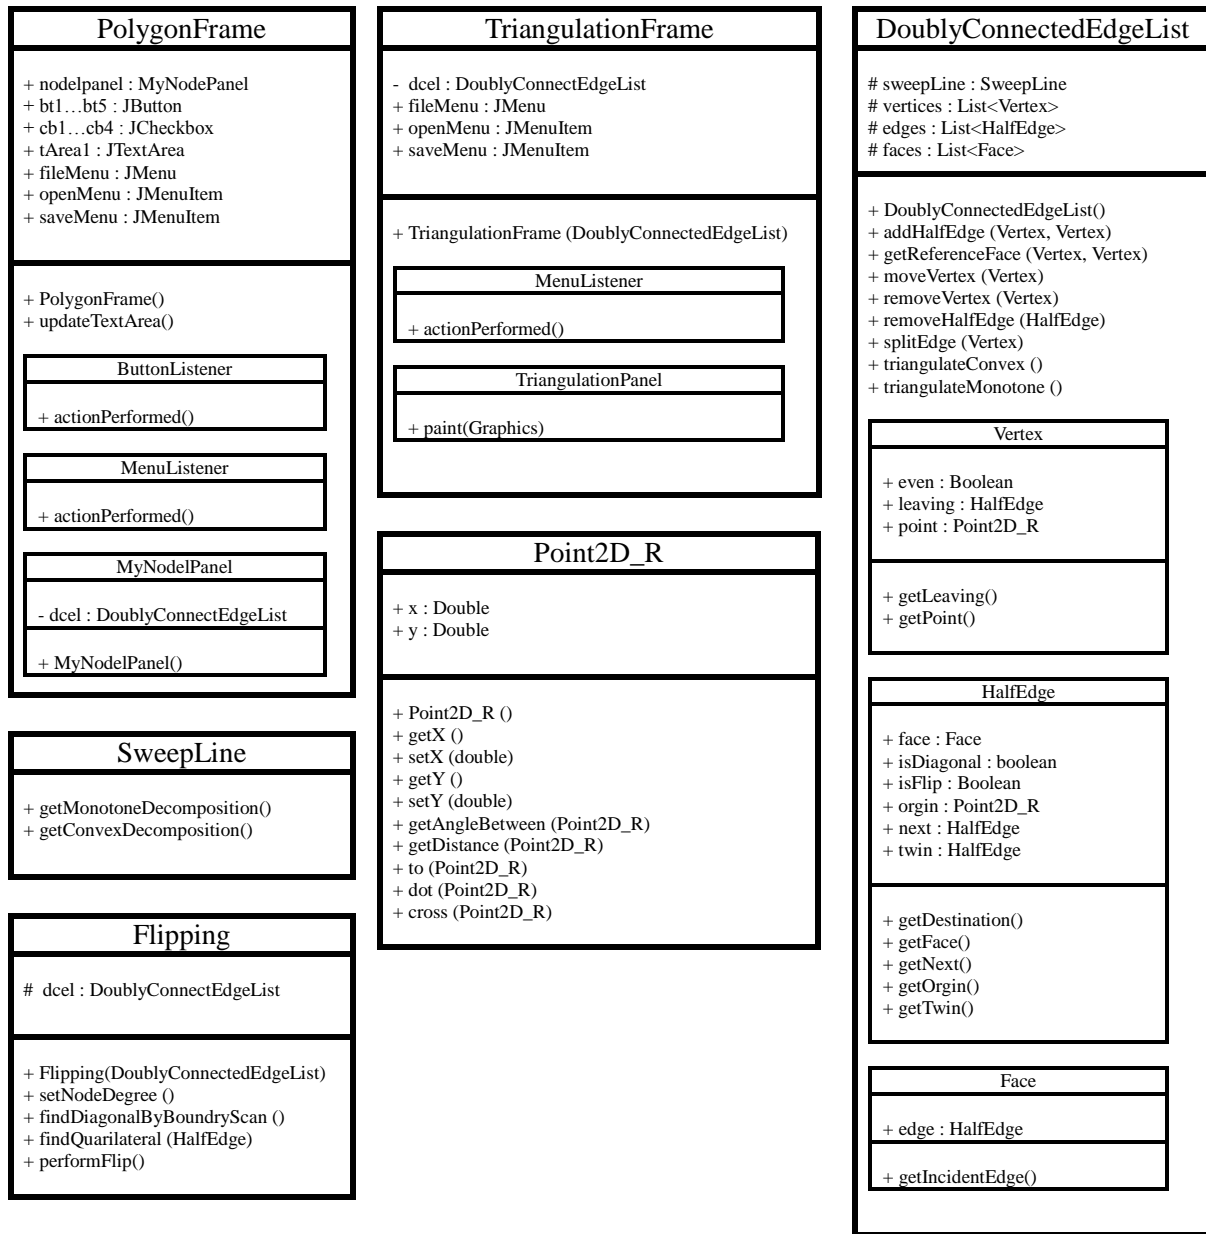 PolygonFrame
+ nodelpanel : MyNodePanel
+ bt1…bt5 : JButton
+ cb1…cb4 : JCheckbox
+ tArea1 : JTextArea
+ fileMenu : JMenu
+ openMenu : JMenuItem
+ saveMenu : JMenuItem
+ PolygonFrame()
+ updateTextArea()
ButtonListener
+ actionPerformed()
MenuListener
+ actionPerformed()
MyNodelPanel
- dcel : DoublyConnectEdgeList
+ MyNodelPanel()
SweepLine
+ getMonotoneDecomposition()
+ getConvexDecomposition()
Flipping
# dcel : DoublyConnectEdgeList
+ Flipping(DoublyConnectedEdgeList)
+ setNodeDegree ()
+ findDiagonalByBoundryScan ()
+ findQuarilateral (HalfEdge)
+ performFlip()
TriangulationFrame
- dcel : DoublyConnectEdgeList
+ fileMenu : JMenu
+ openMenu : JMenuItem
+ saveMenu : JMenuItem
+ TriangulationFrame (DoublyConnectedEdgeList)
MenuListener
+ actionPerformed()
TriangulationPanel
+ paint(Graphics)
Point2D_R
+ x : Double
+ y : Double
+ Point2D_R ()
+ getX ()
+ setX (double)
+ getY ()
+ setY (double)
+ getAngleBetween (Point2D_R)
+ getDistance (Point2D_R)
+ to (Point2D_R)
+ dot (Point2D_R)
+ cross (Point2D_R)
DoublyConnectedEdgeList
# sweepLine : SweepLine
# vertices : List<Vertex>
# edges : List<HalfEdge>
# faces : List<Face>
+ DoublyConnectedEdgeList()
+ addHalfEdge (Vertex, Vertex)
+ getReferenceFace (Vertex, Vertex)
+ moveVertex (Vertex)
+ removeVertex (Vertex)
+ removeHalfEdge (HalfEdge)
+ splitEdge (Vertex)
+ triangulateConvex ()
+ triangulateMonotone ()
Vertex
+ even : Boolean
+ leaving : HalfEdge
+ point : Point2D_R
+ getLeaving()
+ getPoint()
HalfEdge
+ face : Face
+ isDiagonal : boolean
+ isFlip : Boolean
+ orgin : Point2D_R
+ next : HalfEdge
+ twin : HalfEdge
+ getDestination()
+ getFace()
+ getNext()
+ getOrgin()
+ getTwin()
Face
+ edge : HalfEdge
+ getIncidentEdge()